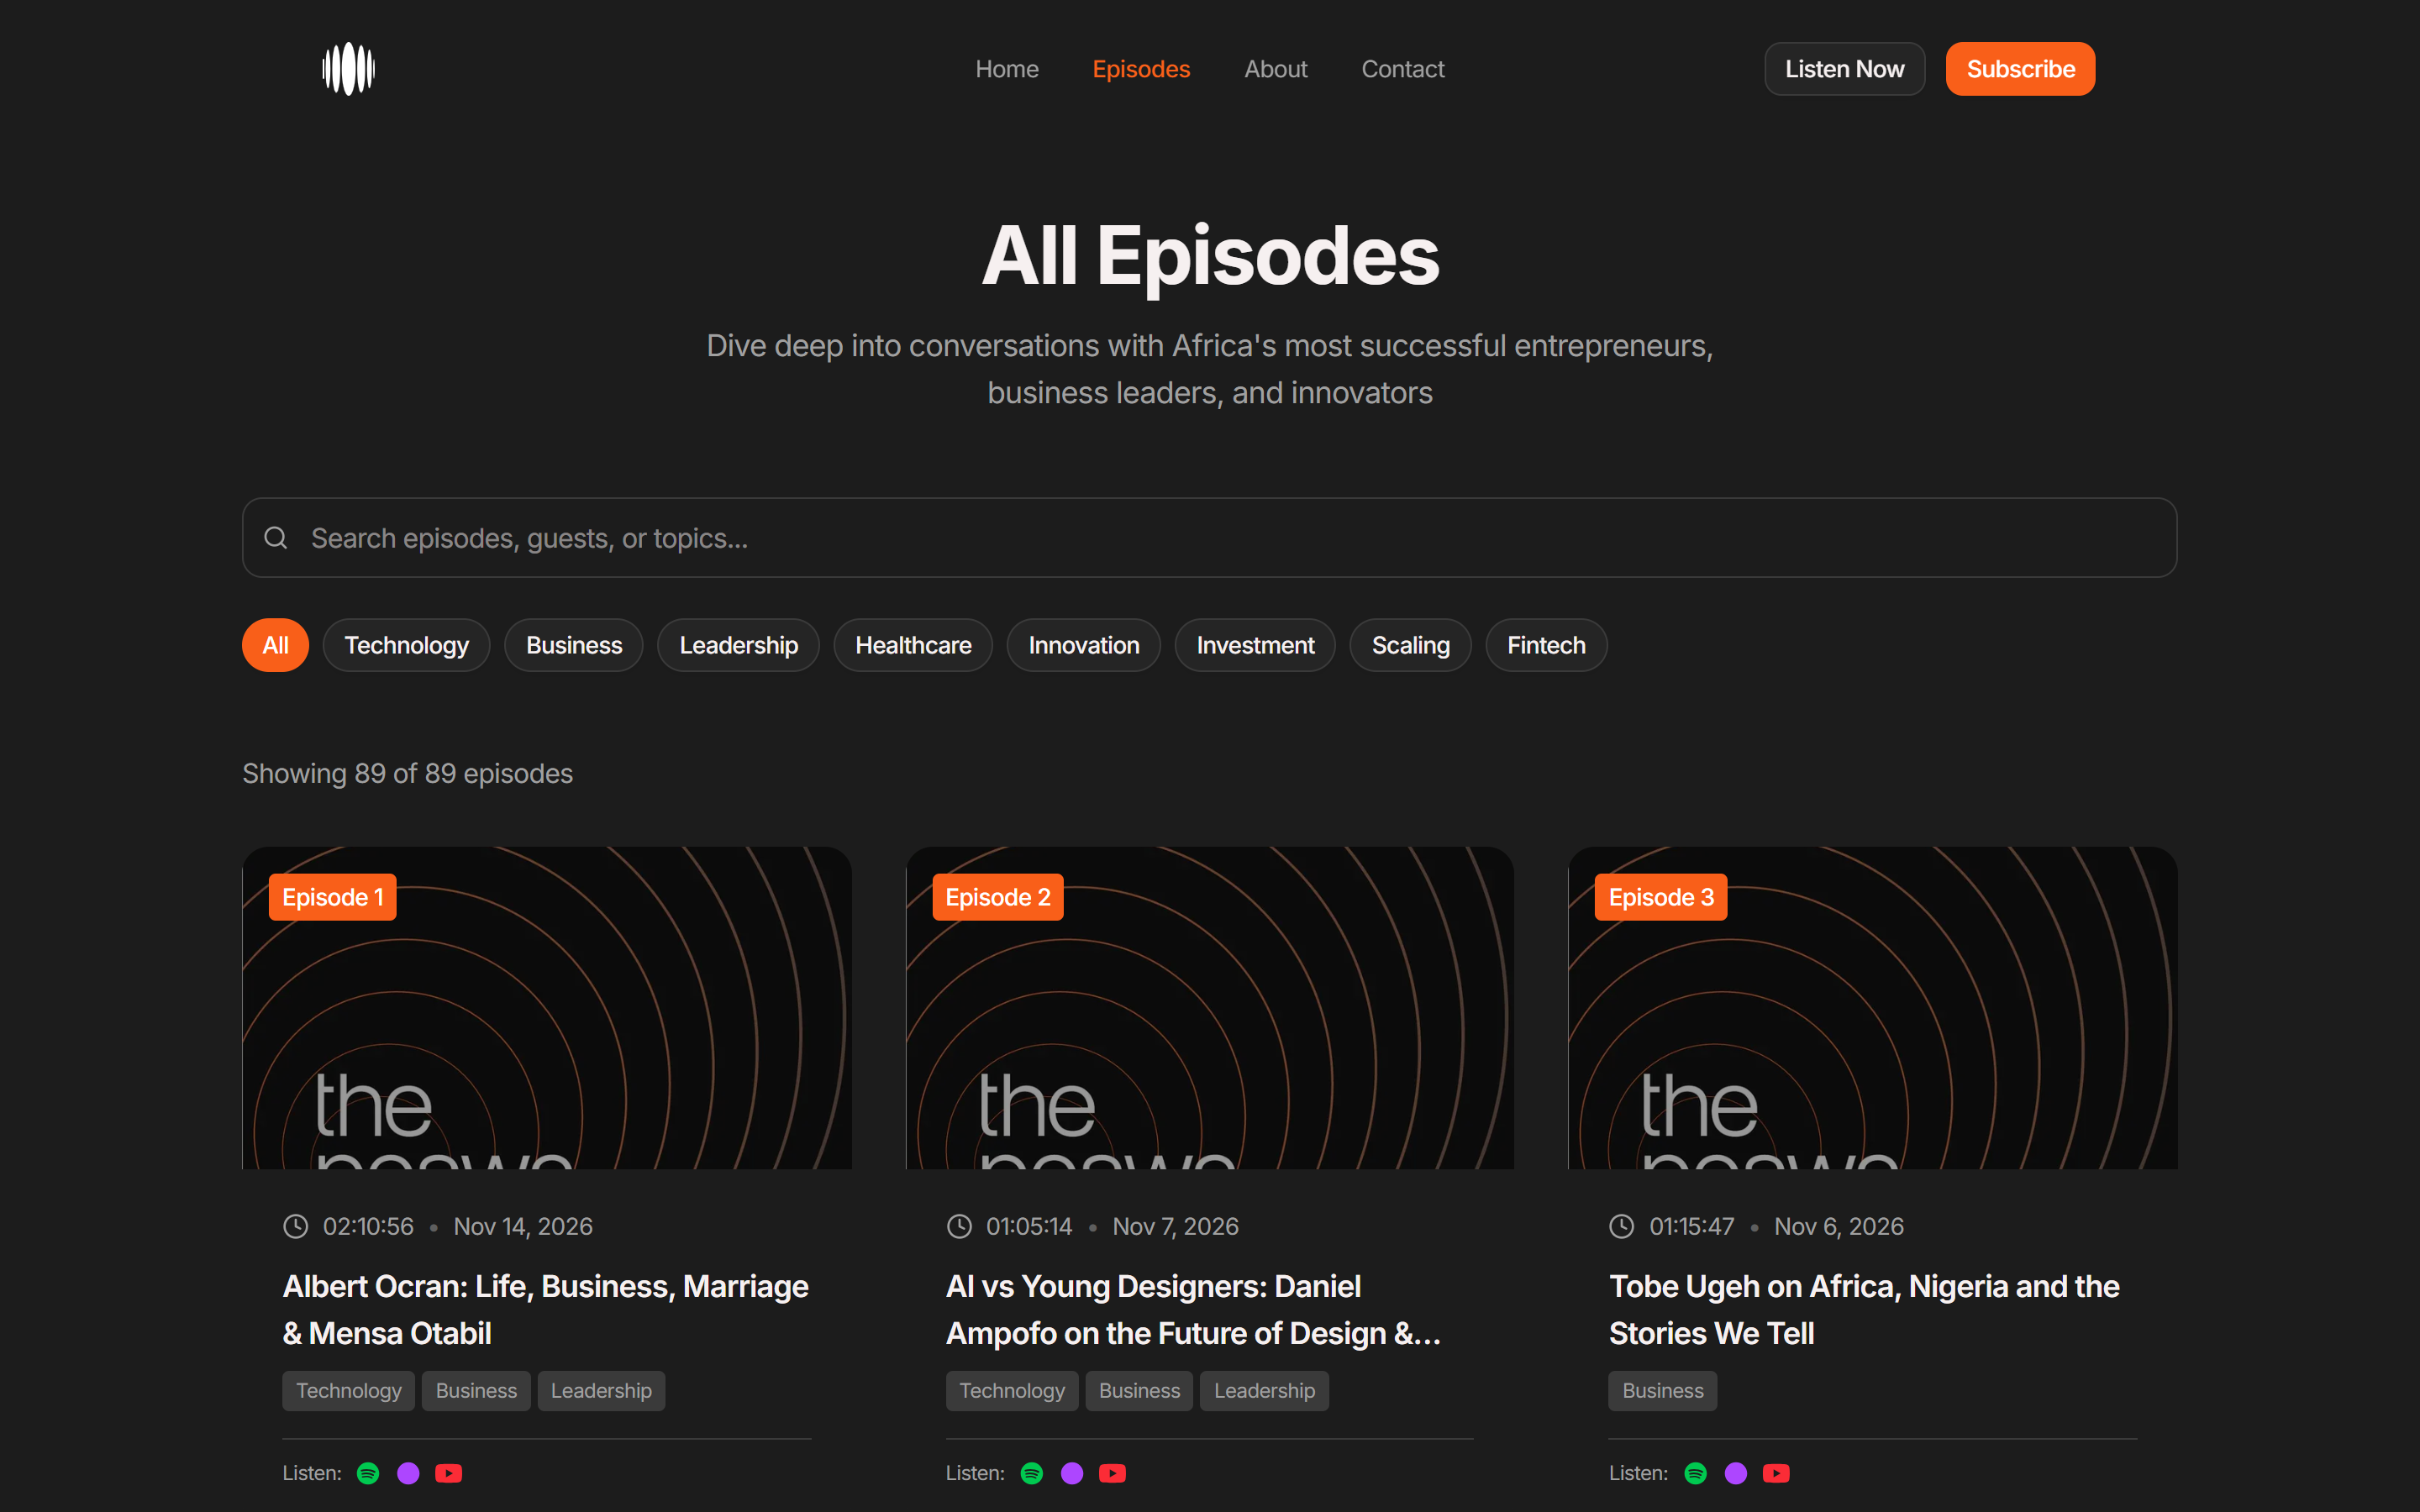 Home Episodes About Contact Listen Now Subscribe
All Episodes
Dive deep into conversations with Africa's most successful entrepreneurs,
business leaders, and innovators
Search episodes, guests, or topics...
All Technology Business Leadership Healthcare Innovation Investment Scaling Fintech
Showing 89 of 89 episodes
Episode 1
the
02:10:56 • Nov 14, 2026
Albert Ocran: Life, Business, Marriage
& Mensa Otabil
Technology Business Leadership
Listen:
Episode 2
the
01:05:14 • Nov 7, 2026
AI vs Young Designers: Daniel
Ampofo on the Future of Design &...
Technology Business Leadership
Listen:
Episode 3
the
01:15:47 • Nov 6, 2026
Tobe Ugeh on Africa, Nigeria and the
Stories We Tell
Business
Listen: